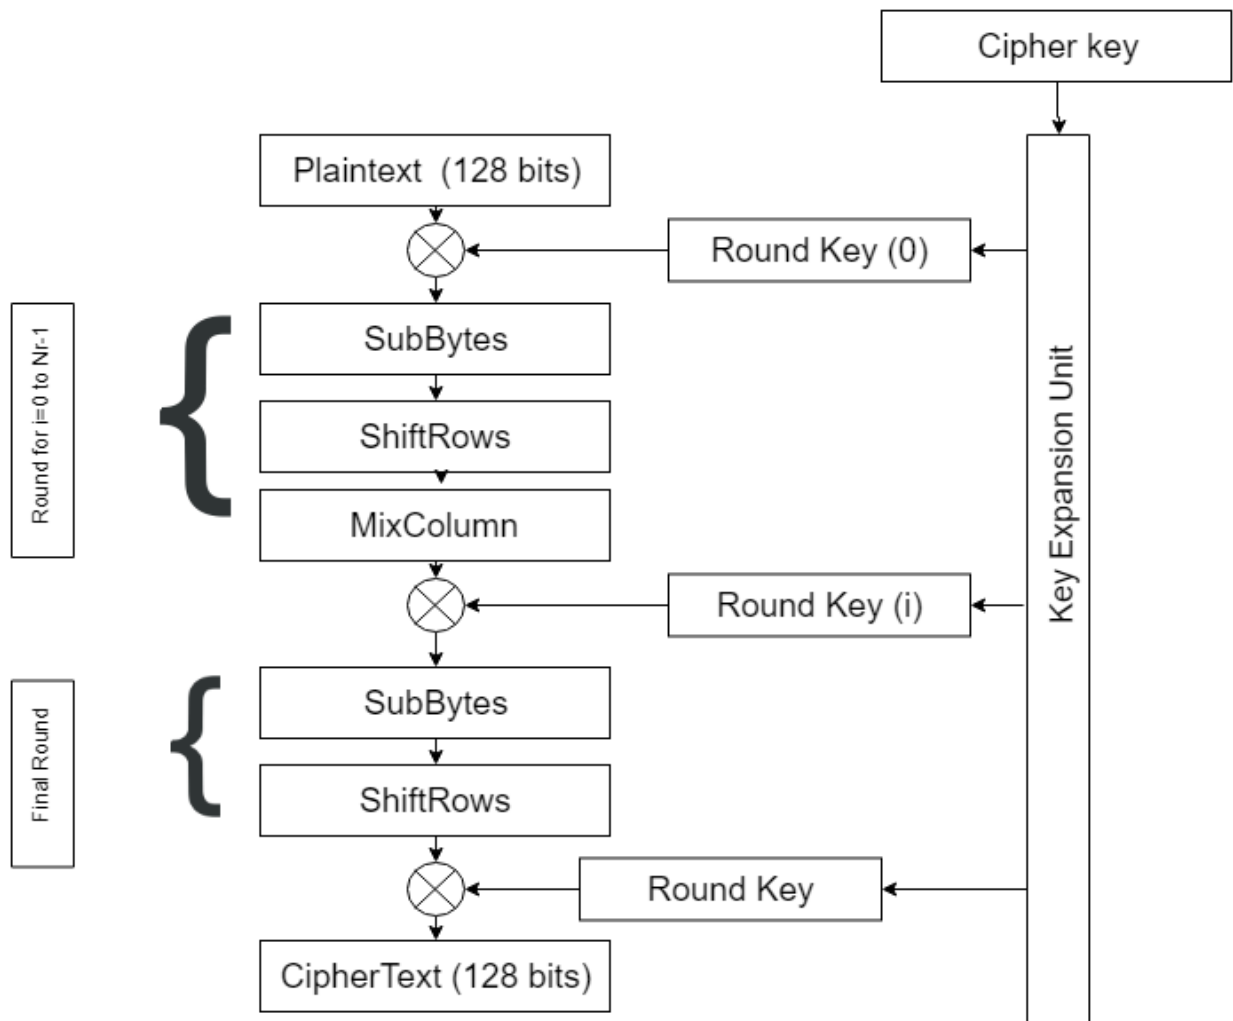 Cipher key
Plaintext (128 bits)
Round Key (0)
SubBytes
Round for i=0 to Nr-1
ShiftRows
MixColumn
Key Expansion Unit
Round Key (i)
SubBytes
Final Round
ShiftRows
Round Key
CipherText (128 bits)